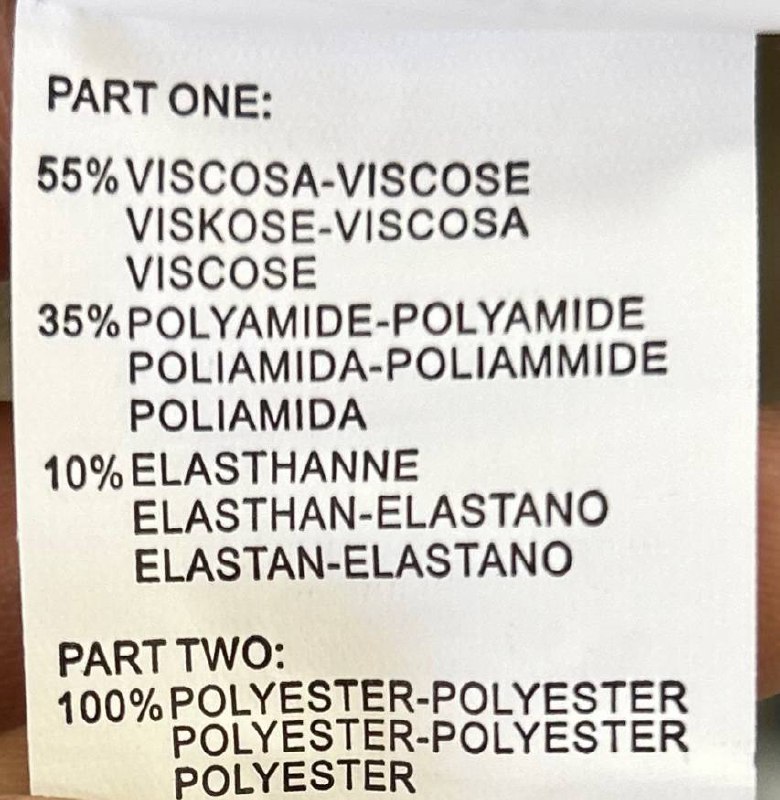 PART ONE:
55% VISCOSA-VISCOSE
VISKOSE-VISCOSA
VISCOSE
35% POLYAMIDE-POLYAMIDE
POLIAMIDA-POLIAMMIDE
POLIAMIDA
10% ELASTHANNE
ELASTHAN-ELASTANO
ELASTAN-ELASTANO
PART TWO:
100% POLYESTER-POLYESTER
POLYESTER-POLYESTER
POLYESTER